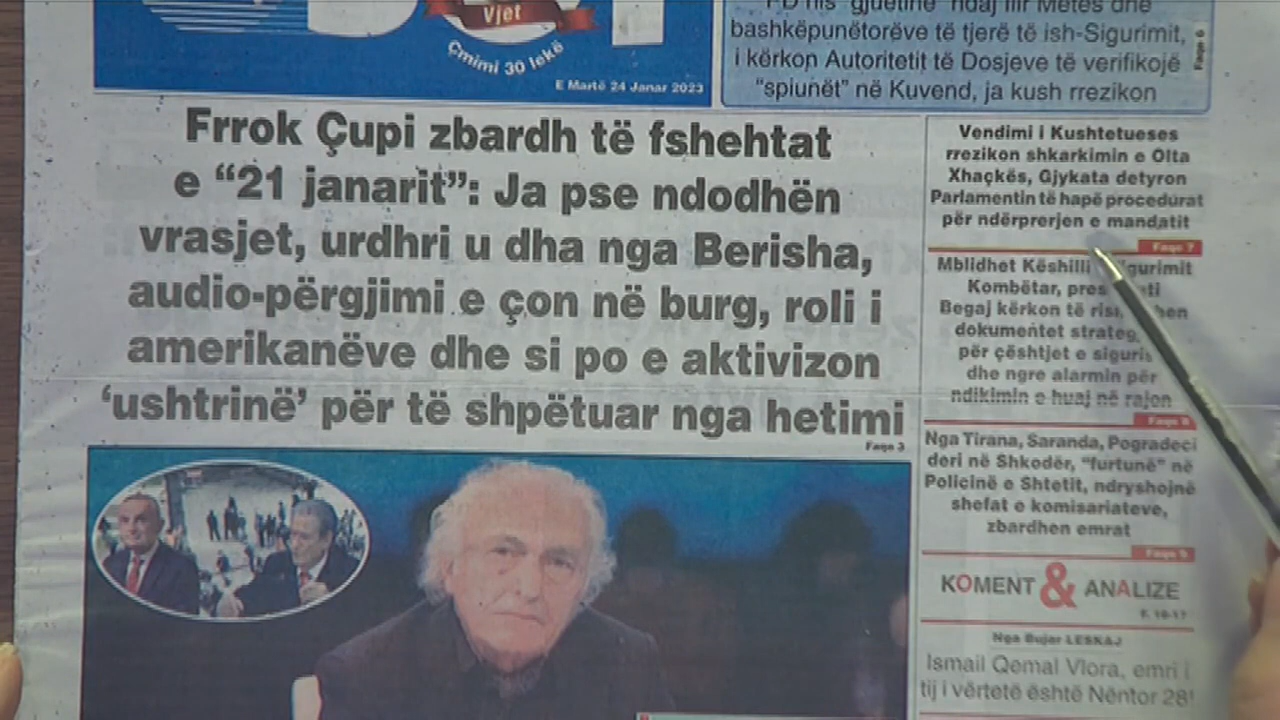 Vjet
Çmimi 30 lekë
E Martë 24 Janar 2023
PD nis "gjuetinë" ndaj Ilir Metës dhe
bashkëpunëtorëve të tjerë të ish-Sigurimit,
i kërkon Autoritetit të Dosjeve të verifikojë
"spiunët" në Kuvend, ja kush rrezikon
Faqe 6
Frrok Çupi zbardh të fshehtat
e "21 janarit": Ja pse ndodhën
vrasjet, urdhri u dha nga Berisha,
audio-përgjimi e çon në burg, roli i
amerikanëve dhe si po e aktivizon
'ushtrinë' për të shpëtuar nga hetimi
Faqe 3
Vendimi i Kushtetueses
rrezikon shkarkimin e Olta
Xhaçkës, Gjykata detyron
Parlamentin të hapë procedurat
për ndërprerjen e mandatit
Faqe 7
Mblidhet Këshilli Sigurimit
Kombëtar,
Begaj kërkon të
dokumentet
për çështjet e
dhe ngre alarmin për
ndikimin e huaj në rajon
Faqe 8
Nga Tirana, Saranda, Pogradeci
deri në Shkodër, "furtunë" në
Policinë e Shtetit, ndryshojnë
shefat e komisariateve,
zbardhen emrat
Faqe 9
KOMENT & ANALIZE
F. 10-17
Nga Bujar LESKAJ
Ismail Qemal Vlora, emri i
tij i vërtetë është Nëntor 28!